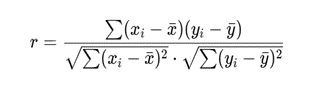 r = \frac{\sum(x_i - \bar{x})(y_i - \bar{y})}{\sqrt{\sum(x_i - \bar{x})^2} \cdot \sqrt{\sum(y_i - \bar{y})^2}}